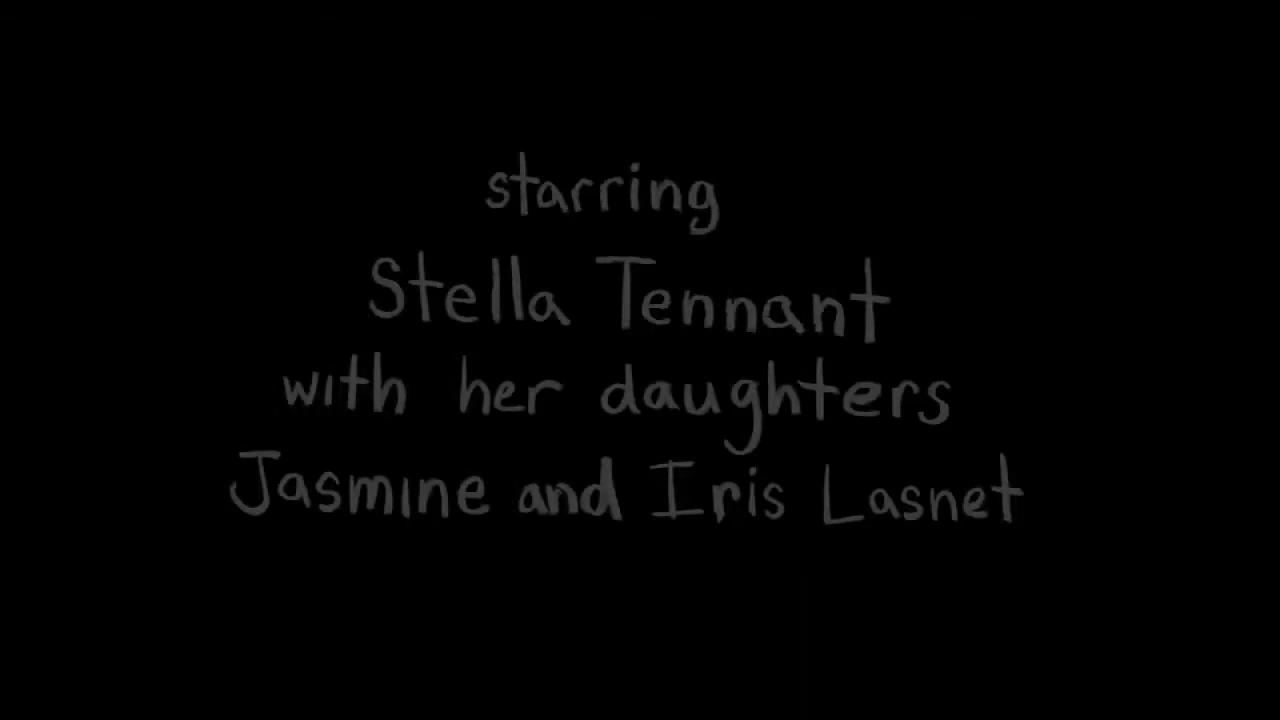 starring
Stella Tennant
with her daughters
Jasmine and Iris Lasnet